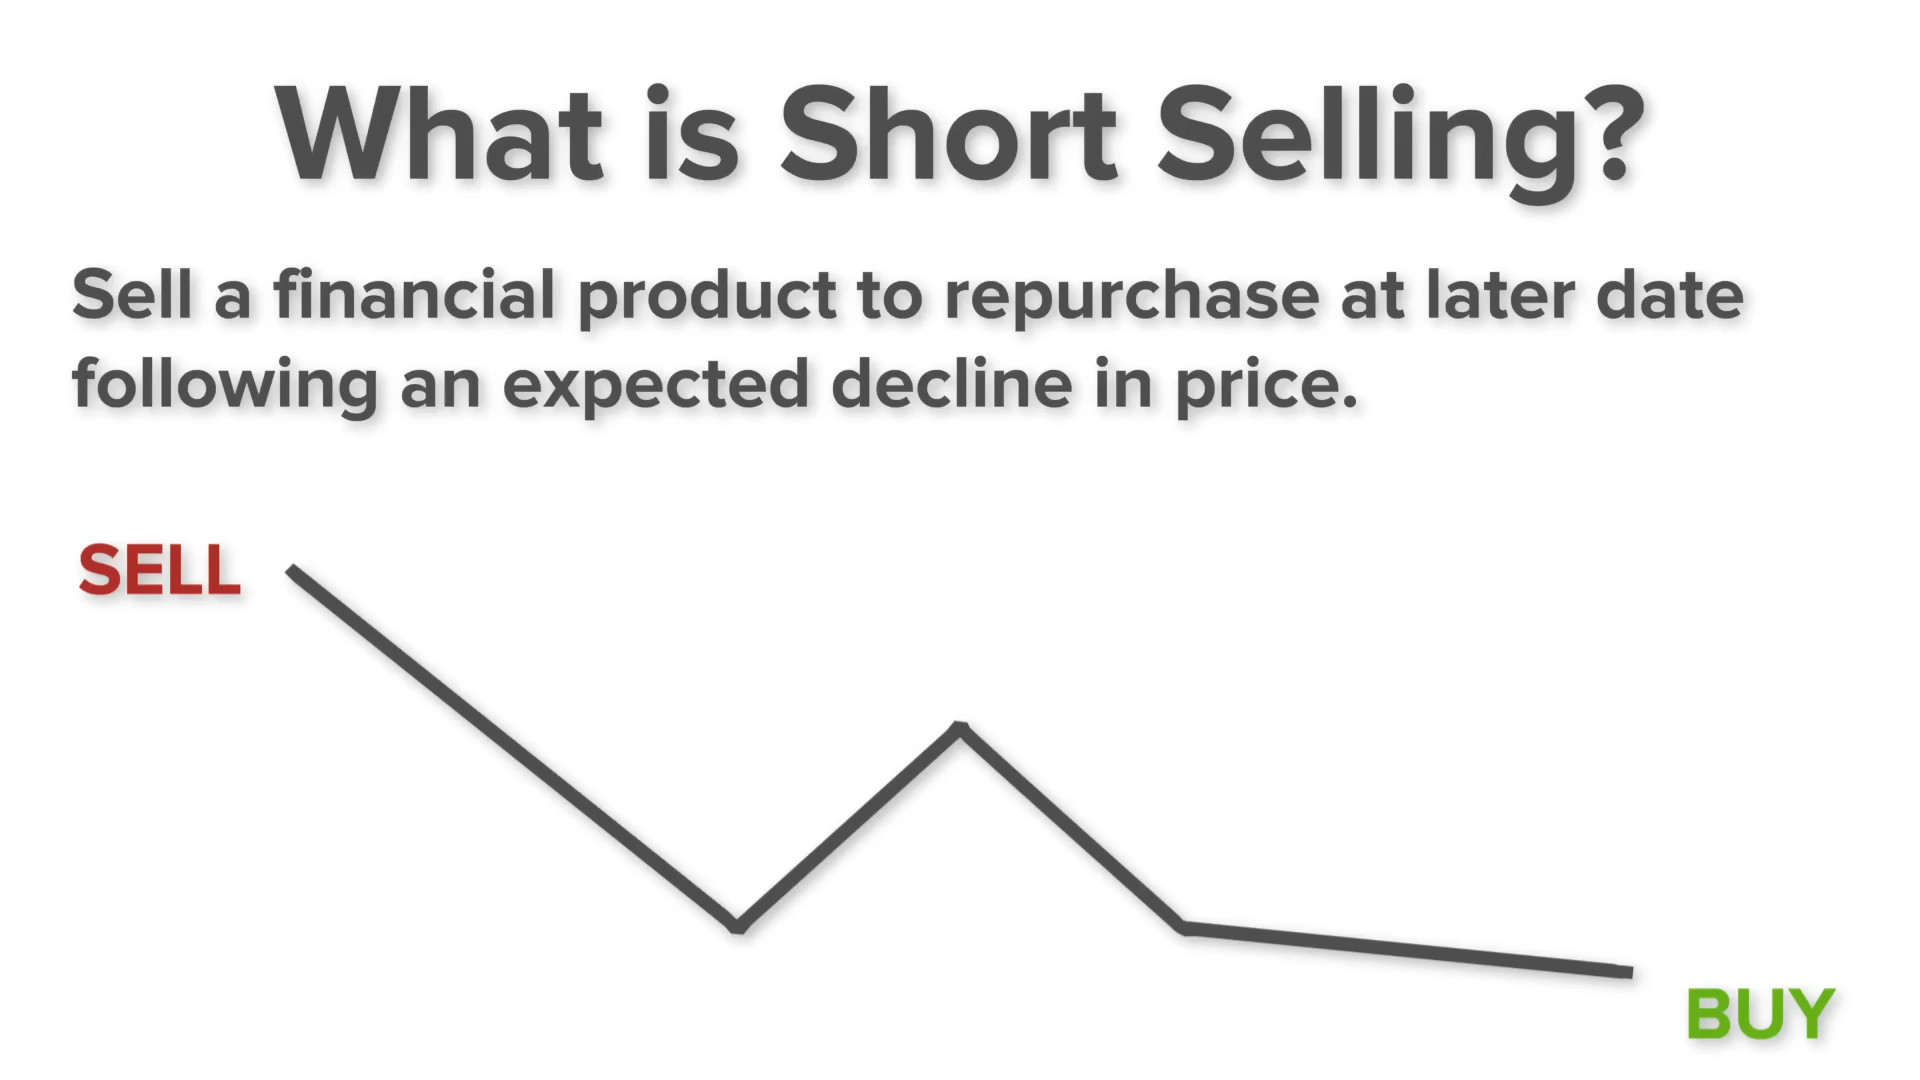 What is Short Selling?
Sell a financial product to repurchase at later date
following an expected decline in price.
SELL
BUY